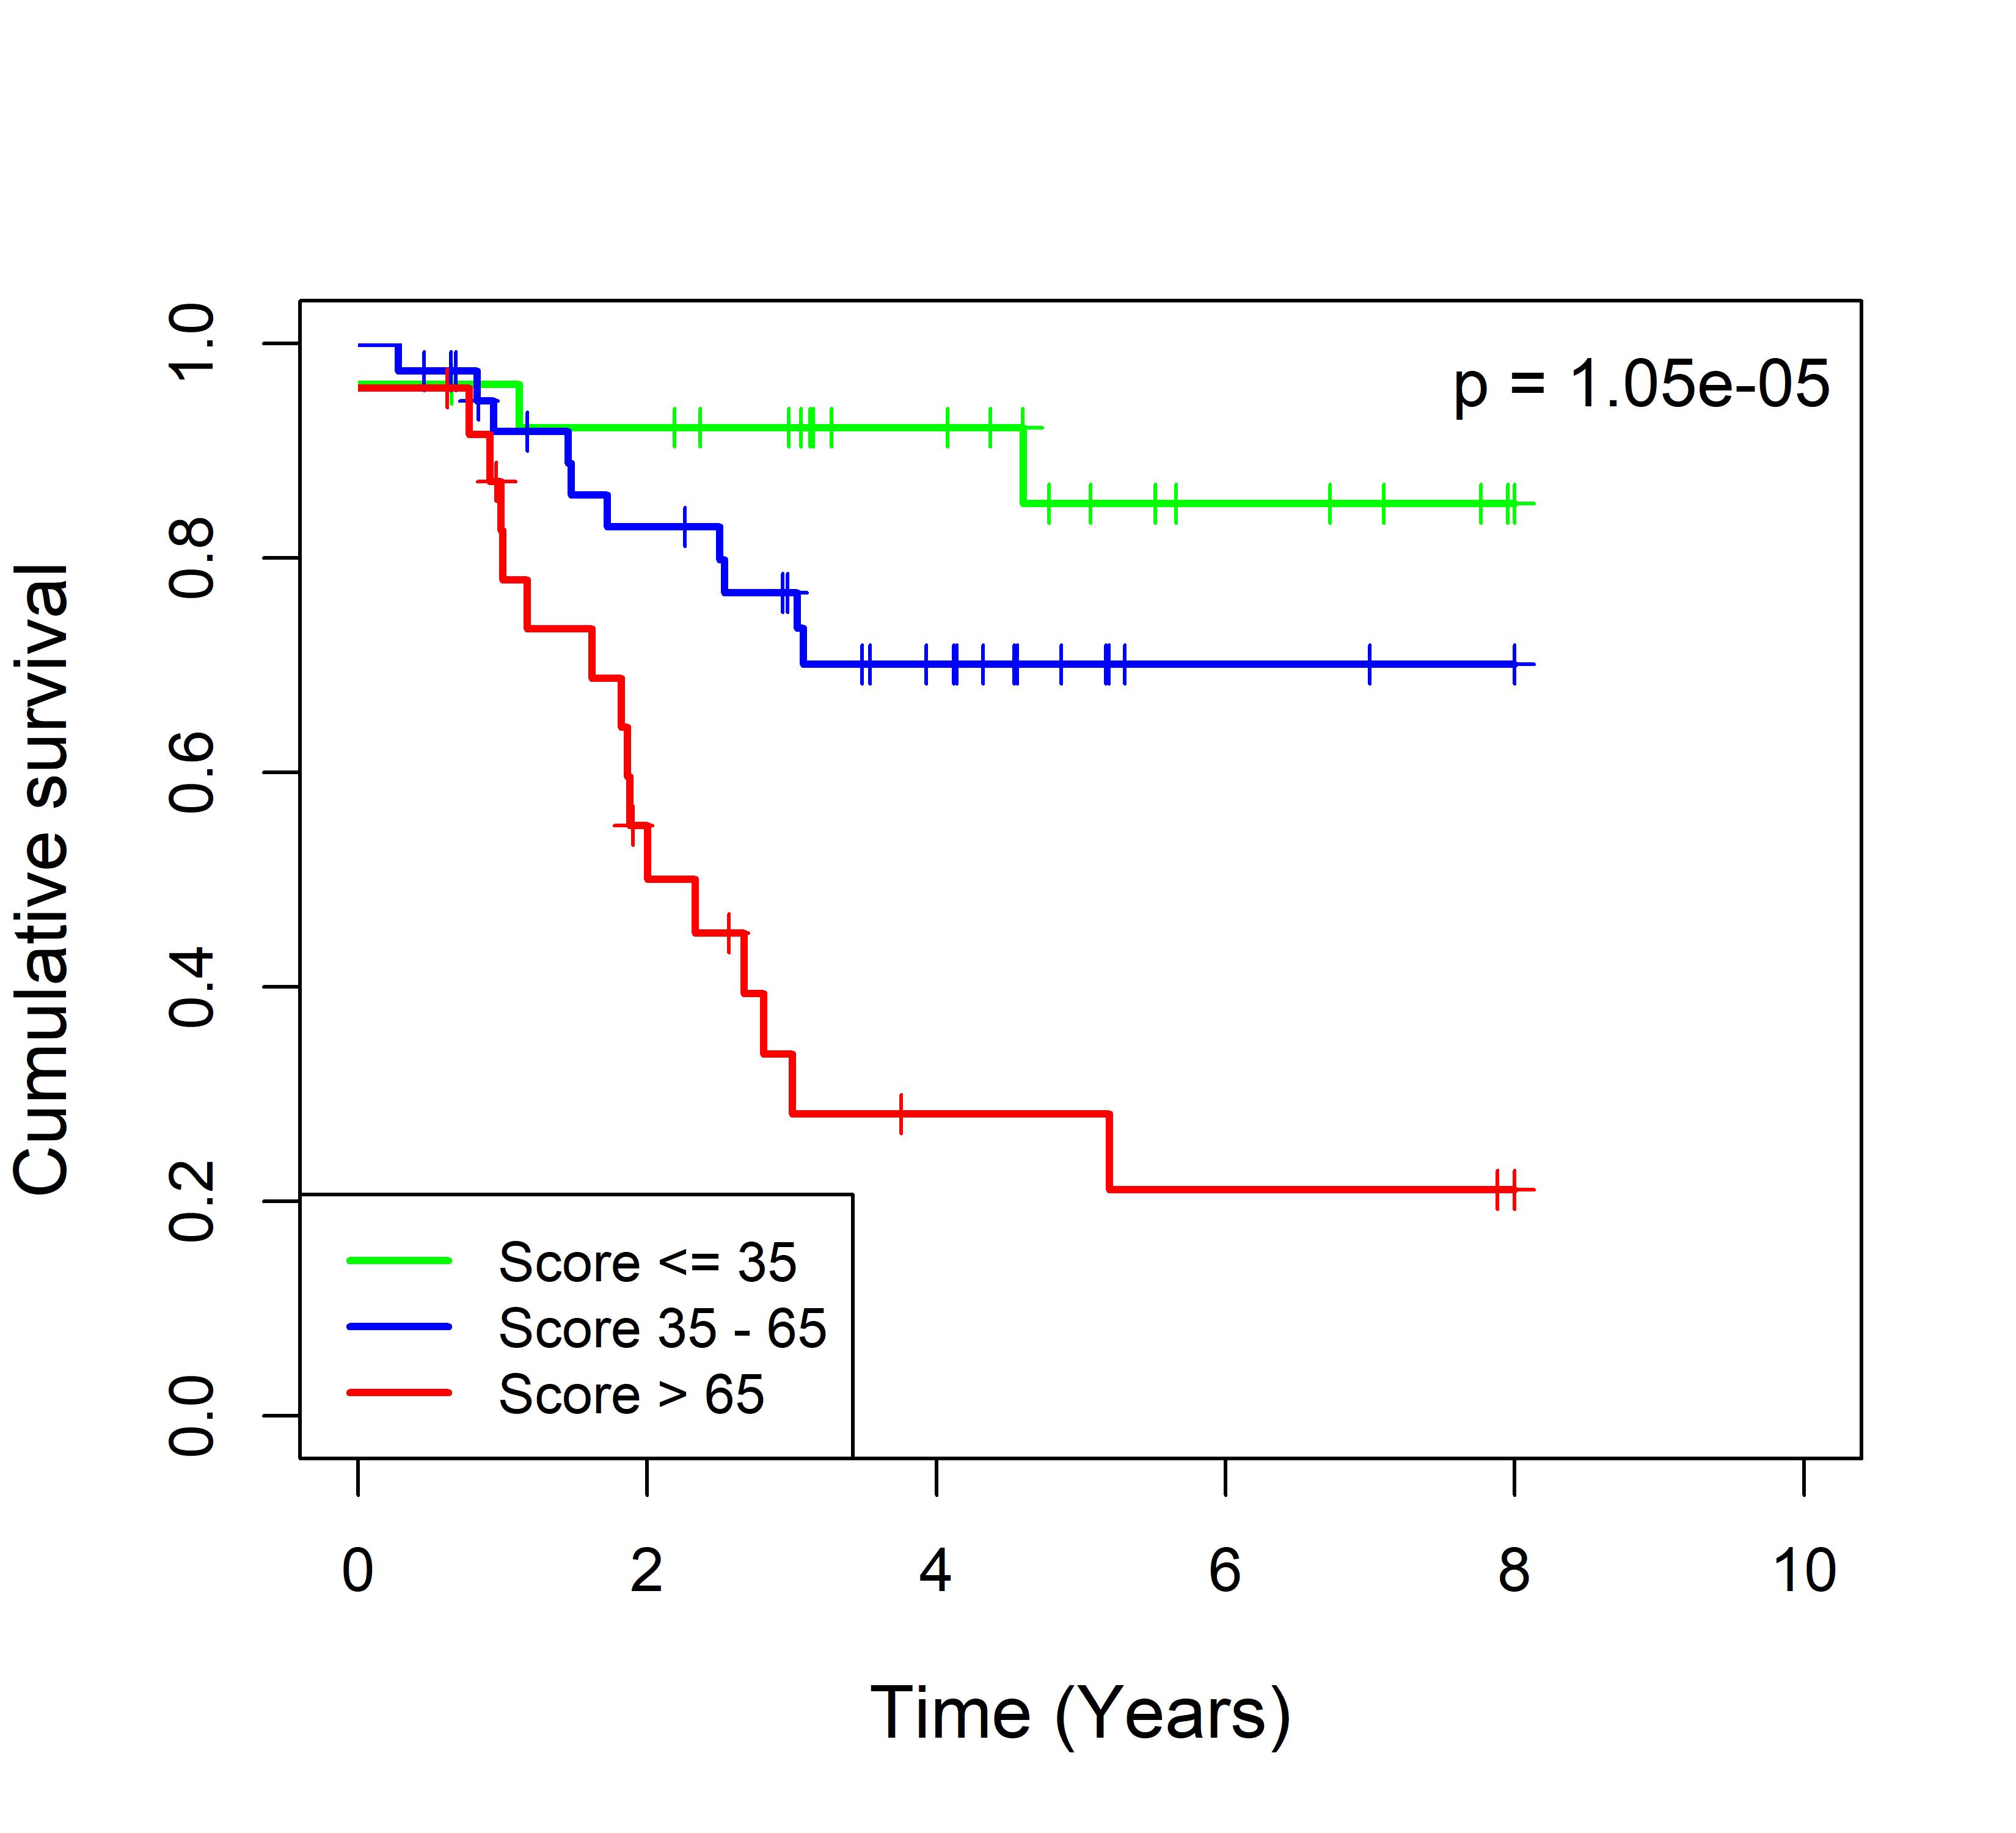 p = 1.05e-05
Cumulative survival
1.0
0.8
0.6
0.4
0.2
0.0
Score <= 35
Score 35 - 65
Score > 65
0 2 4 6 8 10
Time (Years)